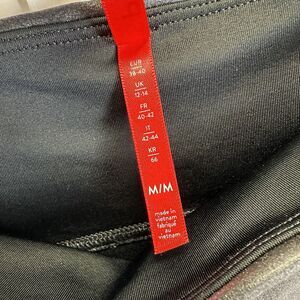 EUR
38-40
UK
12-14
FR
40-42
IT
42-44
KR
66
M/M
made in
vietnam
fabriqué
au
vietnam